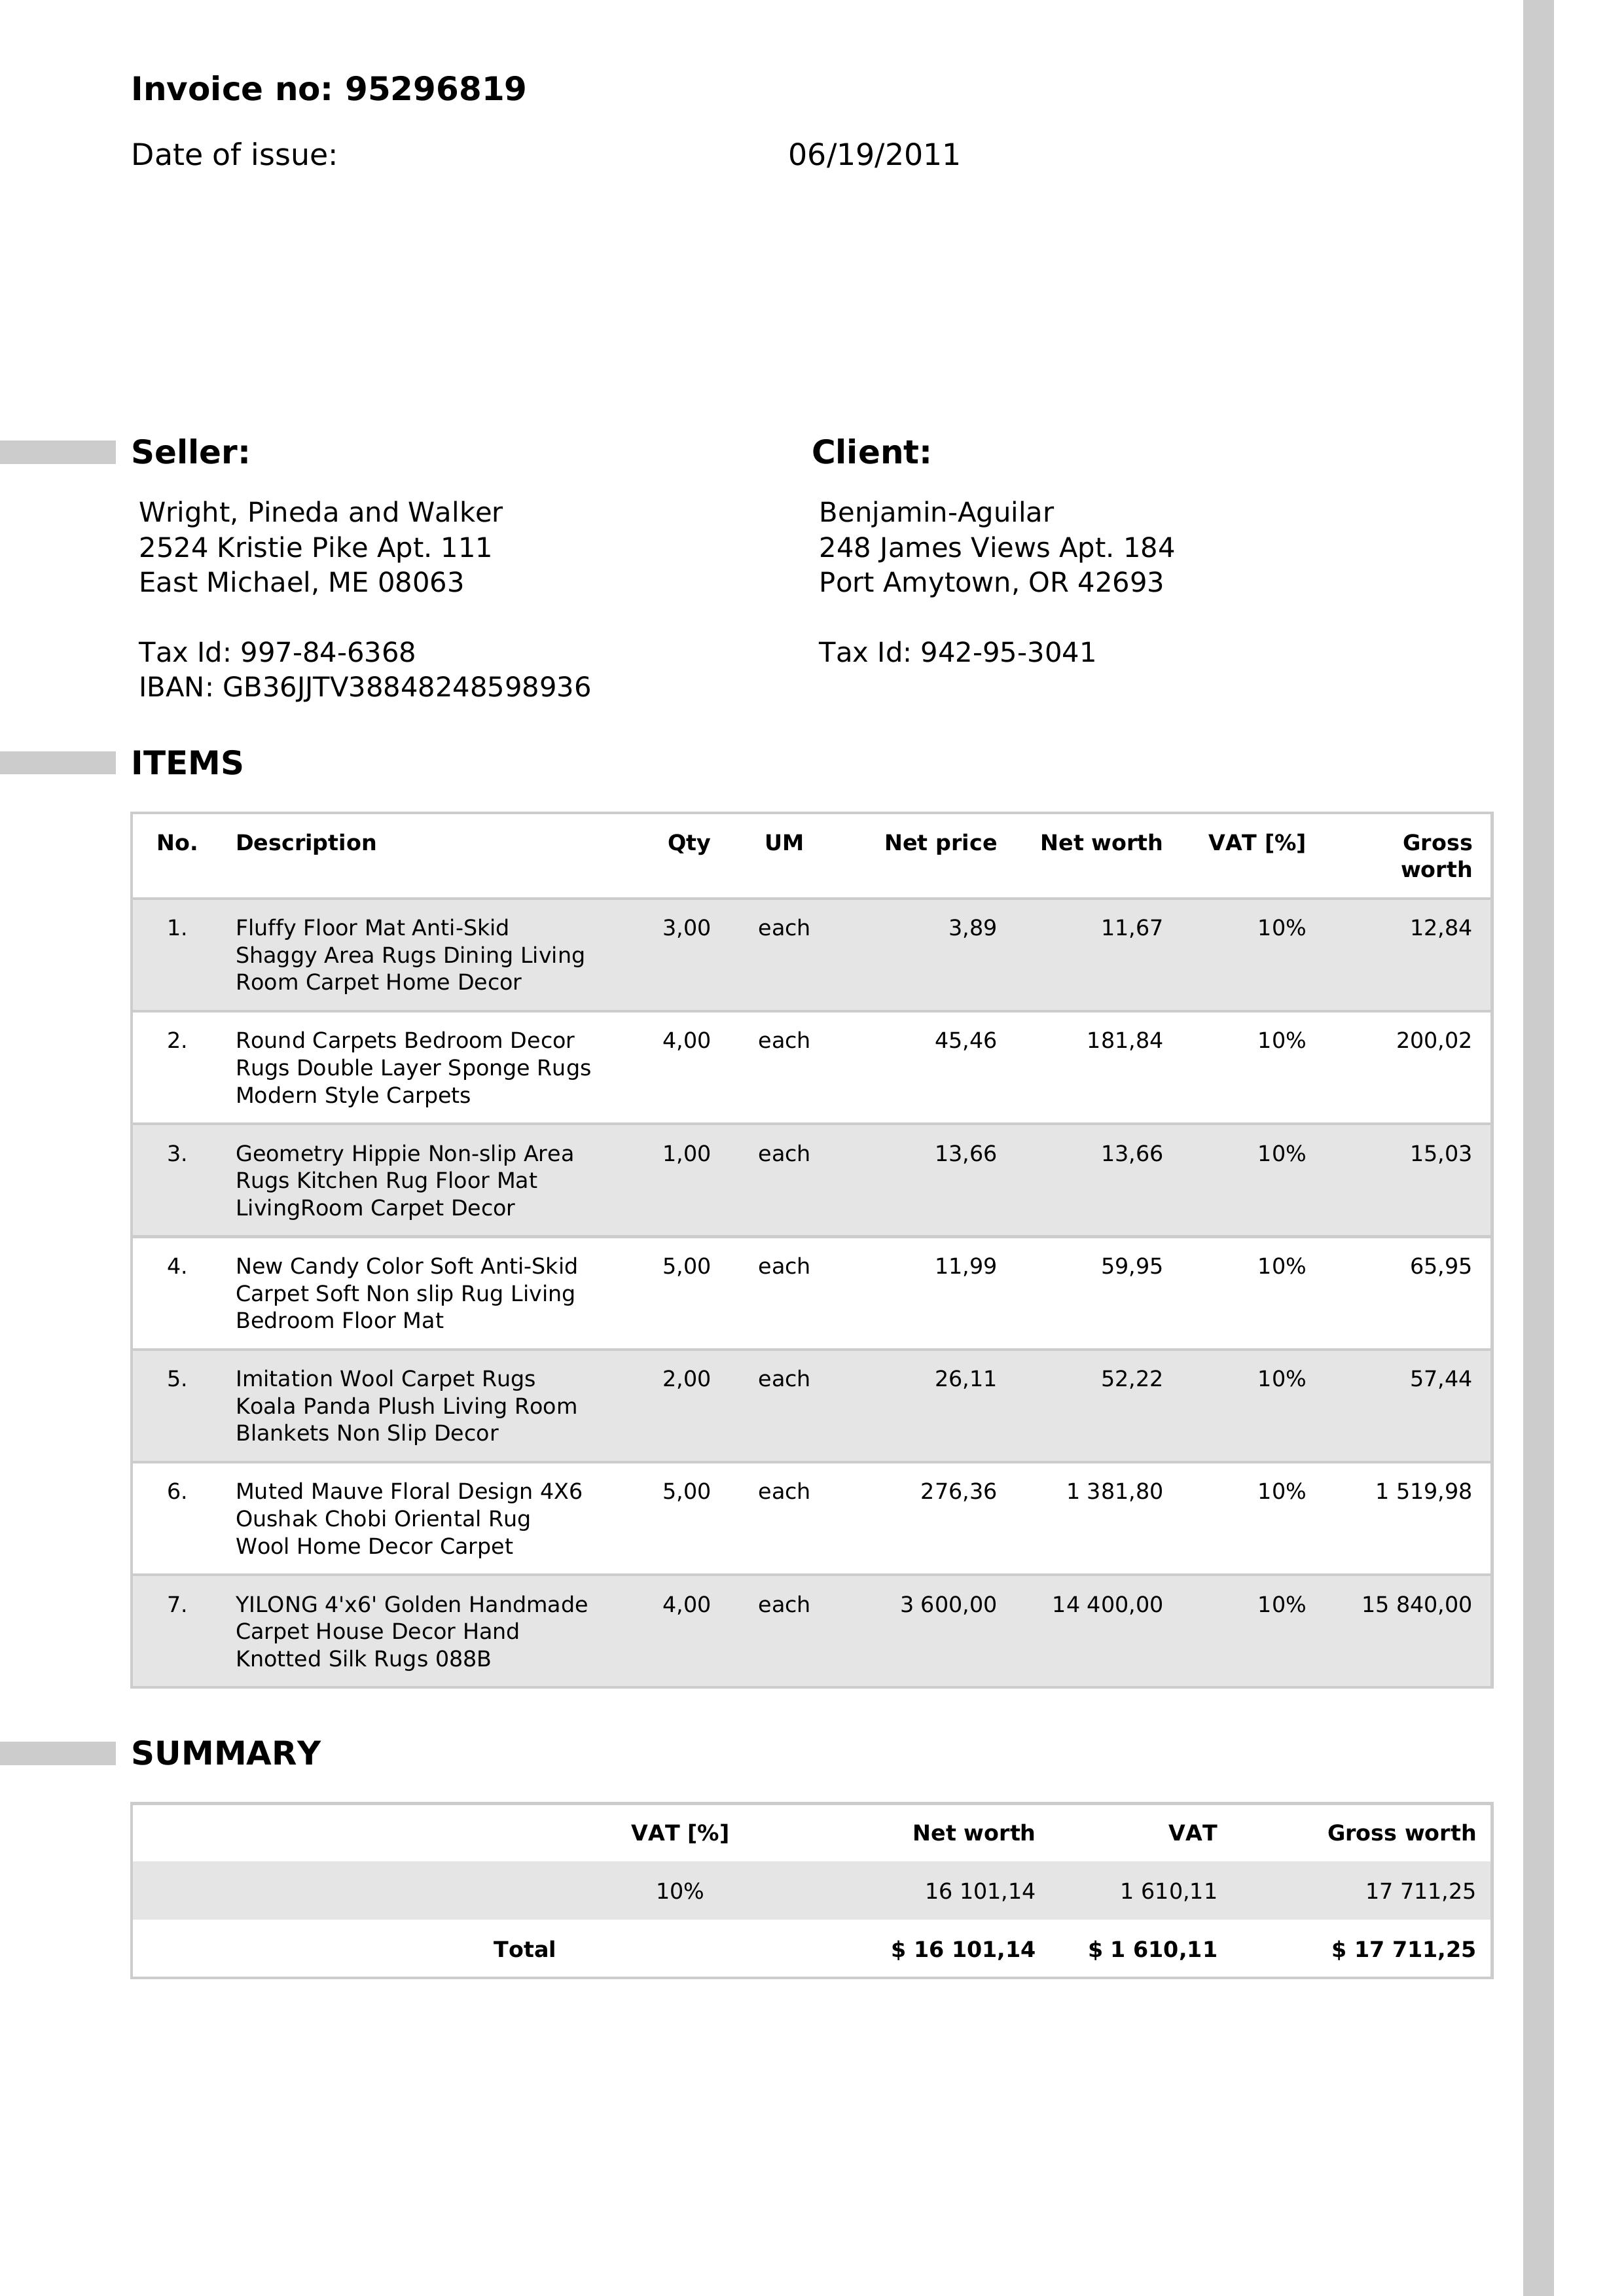 Invoice no: 95296819
Date of issue: 06/19/2011
Seller:
Wright, Pineda and Walker
2524 Kristie Pike Apt. 111
East Michael, ME 08063
Tax Id: 997-84-6368
IBAN: GB36JJTV38848248598936
Client:
Benjamin-Aguilar
248 James Views Apt. 184
Port Amytown, OR 42693
Tax Id: 942-95-3041
ITEMS
No. Description Qty UM Net price Net worth VAT [%] Gross
worth
1. Fluffy Floor Mat Anti-Skid 3,00 each 3,89 11,67 10% 12,84
Shaggy Area Rugs Dining Living
Room Carpet Home Decor
2. Round Carpets Bedroom Decor 4,00 each 45,46 181,84 10% 200,02
Rugs Double Layer Sponge Rugs
Modern Style Carpets
3. Geometry Hippie Non-slip Area 1,00 each 13,66 13,66 10% 15,03
Rugs Kitchen Rug Floor Mat
LivingRoom Carpet Decor
4. New Candy Color Soft Anti-Skid 5,00 each 11,99 59,95 10% 65,95
Carpet Soft Non slip Rug Living
Bedroom Floor Mat
5. Imitation Wool Carpet Rugs 2,00 each 26,11 52,22 10% 57,44
Koala Panda Plush Living Room
Blankets Non Slip Decor
6. Muted Mauve Floral Design 4X6 5,00 each 276,36 1 381,80 10% 1 519,98
Oushak Chobi Oriental Rug
Wool Home Decor Carpet
7. YILONG 4'x6' Golden Handmade 4,00 each 3 600,00 14 400,00 10% 15 840,00
Carpet House Decor Hand
Knotted Silk Rugs 088B
SUMMARY
VAT [%] Net worth VAT Gross worth
10% 16 101,14 1 610,11 17 711,25
Total $ 16 101,14 $ 1 610,11 $ 17 711,25